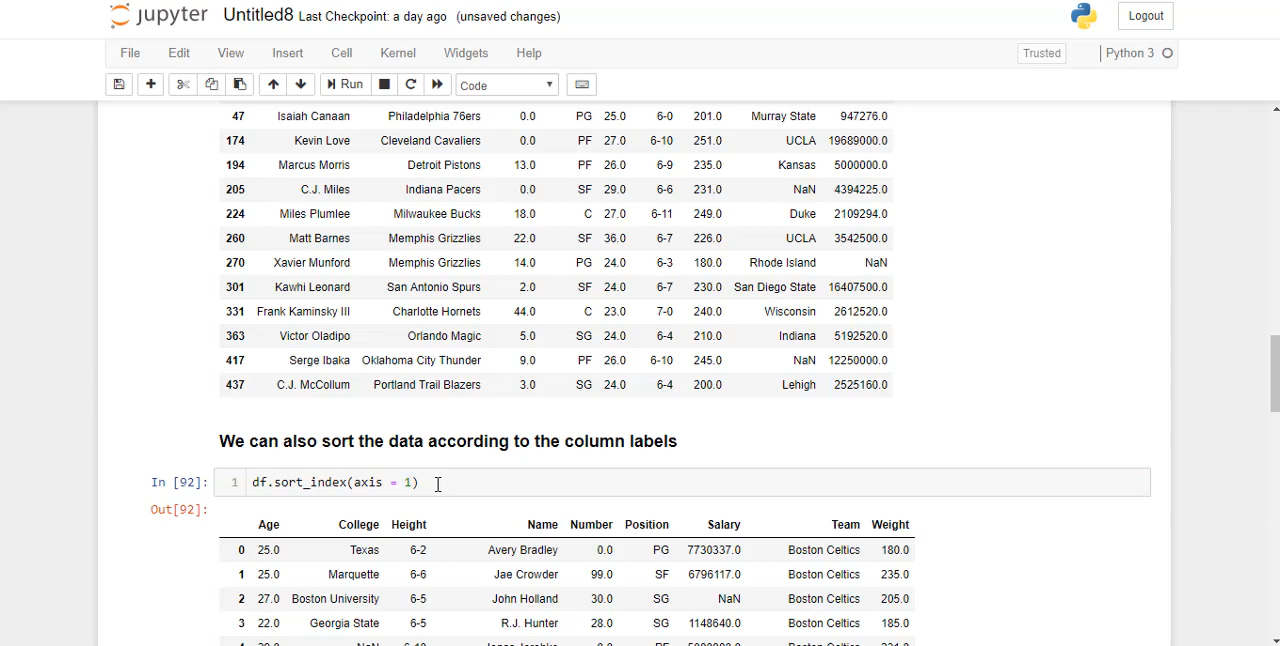 jupyter Untitled8 Last Checkpoint: a day ago (unsaved changes) Logout
File Edit View Insert Cell Kernel Widgets Help Trusted Python 3
Run Code
47 Isaiah Canaan Philadelphia 76ers 0.0 PG 25.0 6-0 201.0 Murray State 947276.0
174 Kevin Love Cleveland Cavaliers 0.0 PF 27.0 6-10 251.0 UCLA 19689000.0
194 Marcus Morris Detroit Pistons 13.0 PF 26.0 6-9 235.0 Kansas 5000000.0
205 C.J. Miles Indiana Pacers 0.0 SF 29.0 6-6 231.0 NaN 4394225.0
224 Miles Plumlee Milwaukee Bucks 18.0 C 27.0 6-11 249.0 Duke 2109294.0
260 Matt Barnes Memphis Grizzlies 22.0 SF 36.0 6-7 226.0 UCLA 3542500.0
270 Xavier Munford Memphis Grizzlies 14.0 PG 24.0 6-3 180.0 Rhode Island NaN
301 Kawhi Leonard San Antonio Spurs 2.0 SF 24.0 6-7 230.0 San Diego State 16407500.0
331 Frank Kaminsky III Charlotte Hornets 44.0 C 23.0 7-0 240.0 Wisconsin 2612520.0
363 Victor Oladipo Orlando Magic 5.0 SG 24.0 6-4 210.0 Indiana 5192520.0
417 Serge Ibaka Oklahoma City Thunder 9.0 PF 26.0 6-10 245.0 NaN 12250000.0
437 C.J. McCollum Portland Trail Blazers 3.0 SG 24.0 6-4 200.0 Lehigh 2525160.0
We can also sort the data according to the column labels
In [92]: 1 df.sort_index(axis = 1)
Out[92]:
Age College Height Name Number Position Salary Team Weight
0 25.0 Texas 6-2 Avery Bradley 0.0 PG 7730337.0 Boston Celtics 180.0
1 25.0 Marquette 6-6 Jae Crowder 99.0 SF 6796117.0 Boston Celtics 235.0
2 27.0 Boston University 6-5 John Holland 30.0 SG NaN Boston Celtics 205.0
3 22.0 Georgia State 6-5 R.J. Hunter 28.0 SG 1148640.0 Boston Celtics 185.0